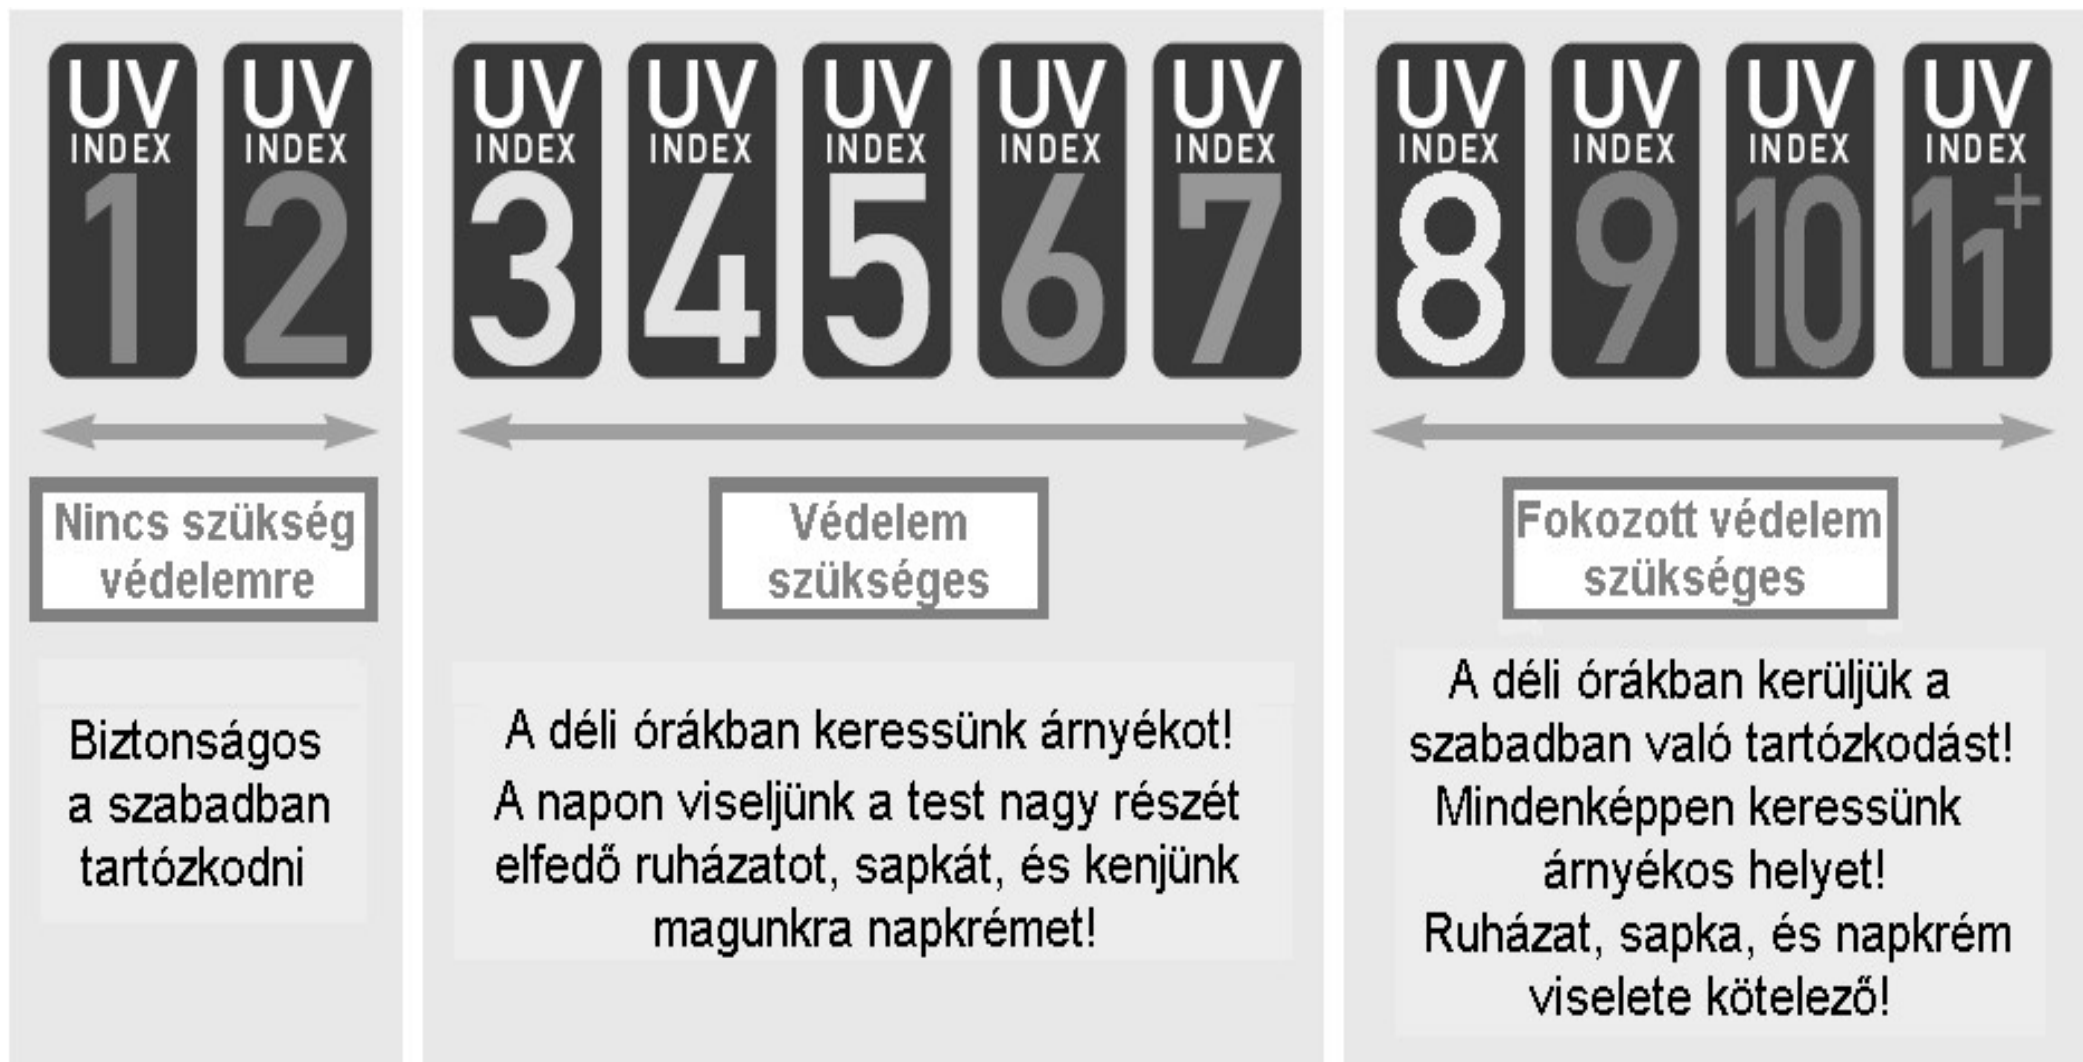 UV
INDEX
1
UV
INDEX
2
Nincs szükség
védelemre
Biztonságos
a szabadban
tartózkodni
UV
INDEX
3
UV
INDEX
4
UV
INDEX
5
UV
INDEX
6
UV
INDEX
7
Védelem
szükséges
A déli órákban keressünk árnyékot!
A napon viseljünk a test nagy részét
elfedő ruházatot, sapkát, és kenjünk
magunkra napkrémet!
UV
INDEX
8
UV
INDEX
9
UV
INDEX
10
UV
INDEX
11+
Fokozott védelem
szükséges
A déli órákban kerüljük a
szabadban való tartózkodást!
Mindenképpen keressünk
árnyékos helyet!
Ruházat, sapka, és napkrém
viselete kötelező!